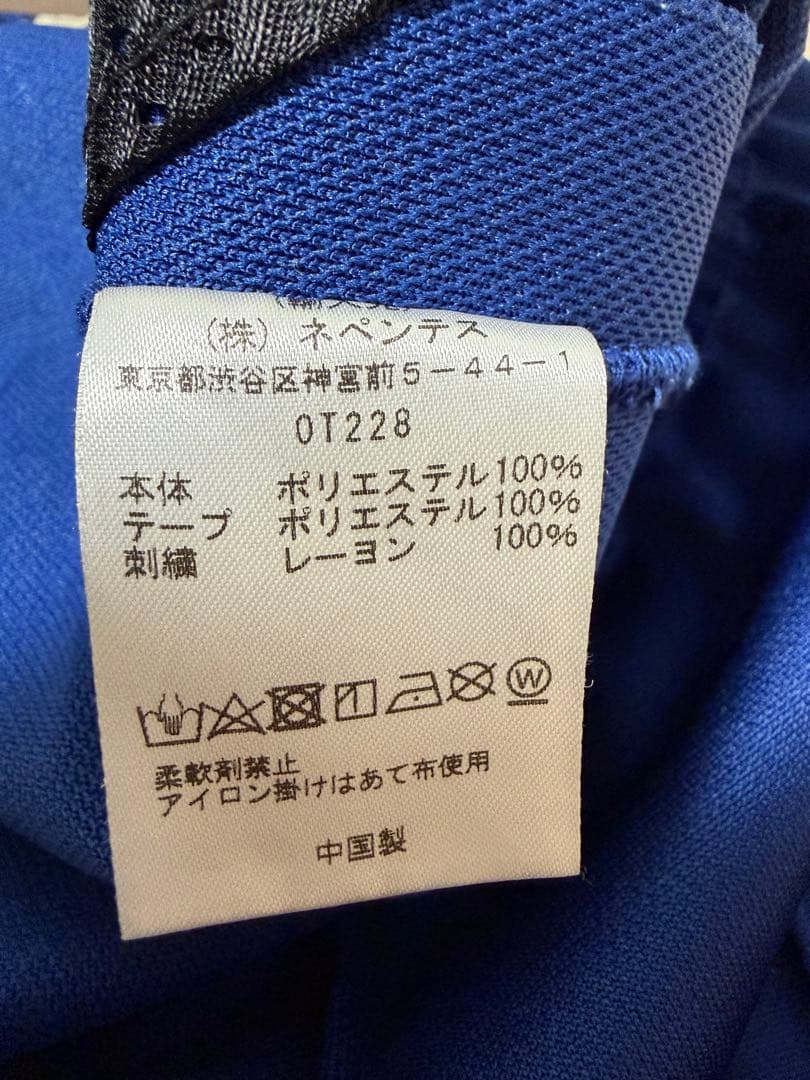 (株) ネペンテス
東京都渋谷区神宮前5-44-1
OT228
本体 ポリエステル100%
テープ ポリエステル100%
刺繍 レーヨン 100%
W
柔軟剤禁止
アイロン掛けはあて布使用
中国製